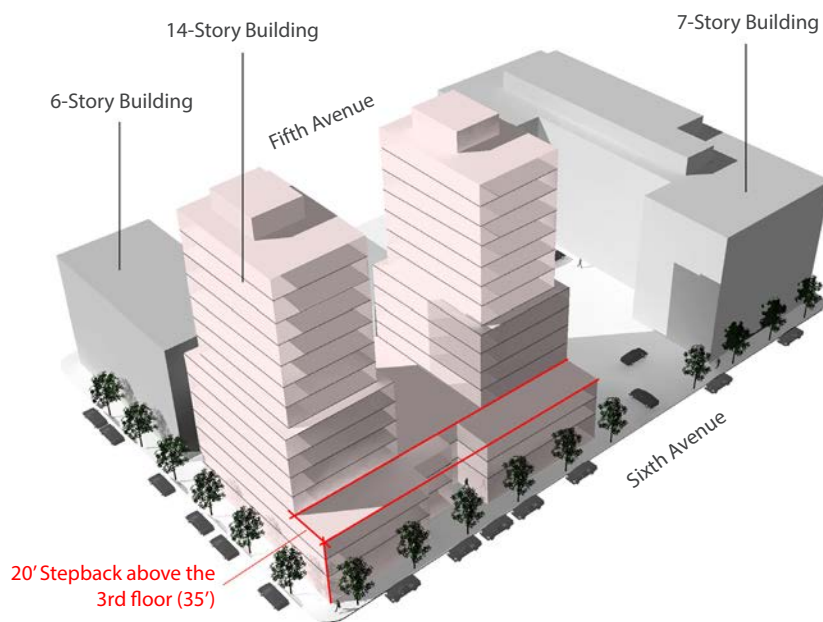 14-Story Building
7-Story Building
6-Story Building
Fifth Avenue
Sixth Avenue
20' Stepback above the
3rd floor (35')